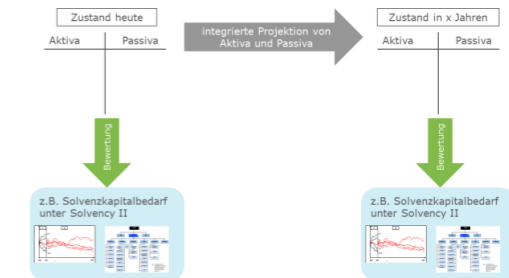 Zustand heute
Zustand in x Jahren
integrierte Projektion von
Aktiva und Passiva
Aktiva Passiva
Aktiva Passiva
Bewertung
Bewertung
z.B. Solvenzkapitalbedarf
unter Solvency II
z.B. Solvenzkapitalbedarf
unter Solvency II